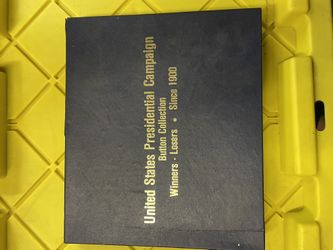 United States Presidential Campaign
Button Collection
Winners - Losers • Since 1900